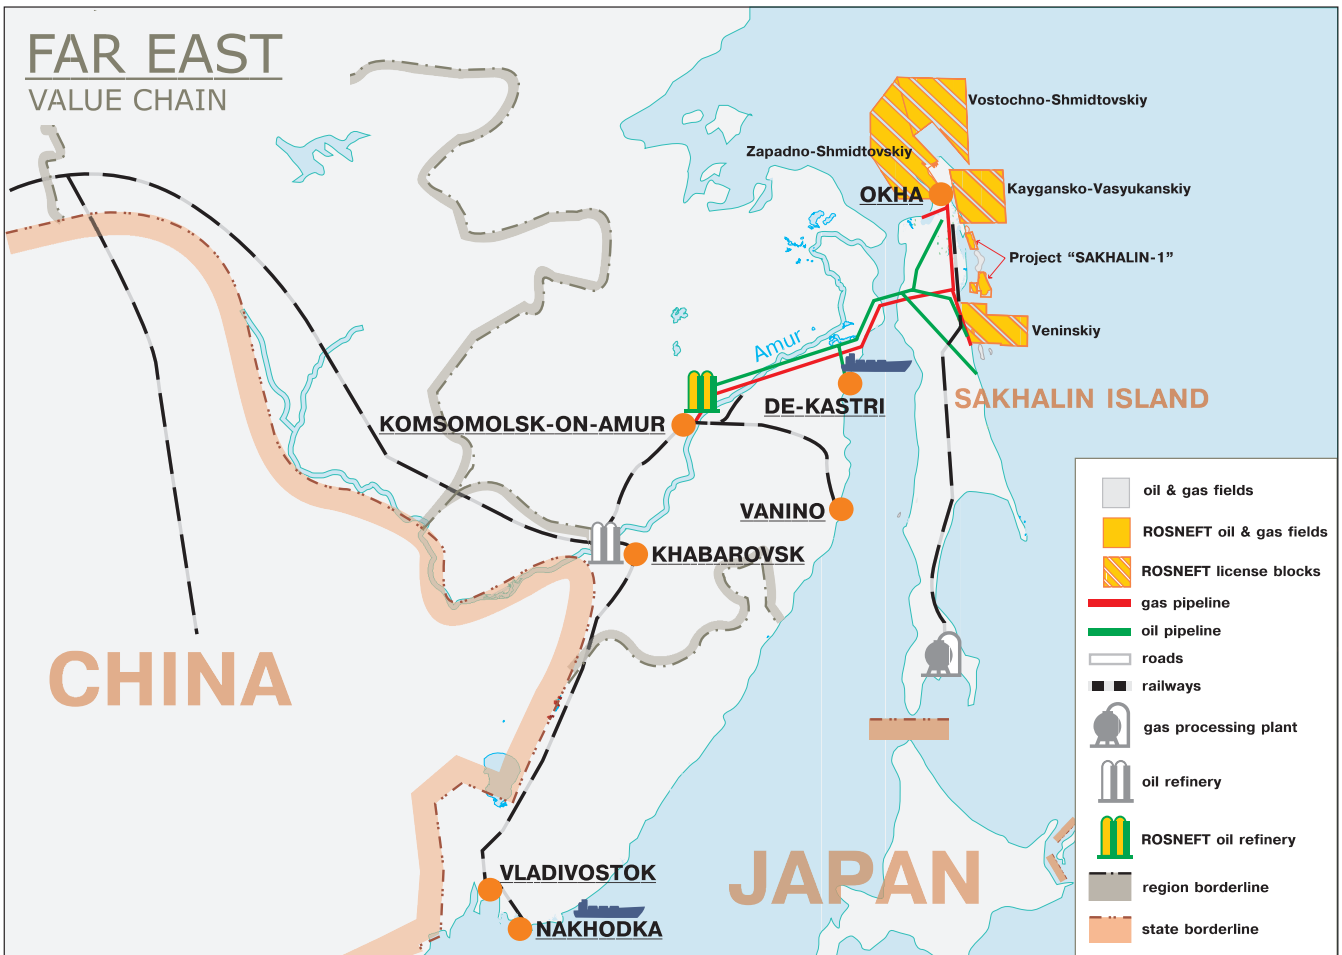 FAR EAST
VALUE CHAIN
Vostochno-Shmidtovskiy
Zapadno-Shmidtovskiy
OKHA
Kaygansko-Vasyukanskiy
Project “SAKHALIN-1”
Veninskiy
Amur
SAKHALIN ISLAND
DE-KASTRI
KOMSOMOLSK-ON-AMUR
VANINO
KHABAROVSK
CHINA
JAPAN
VLADIVOSTOK
NAKHODKA
oil & gas fields
ROSNEFT oil & gas fields
ROSNEFT license blocks
gas pipeline
oil pipeline
roads
railways
gas processing plant
oil refinery
ROSNEFT oil refinery
region borderline
state borderline